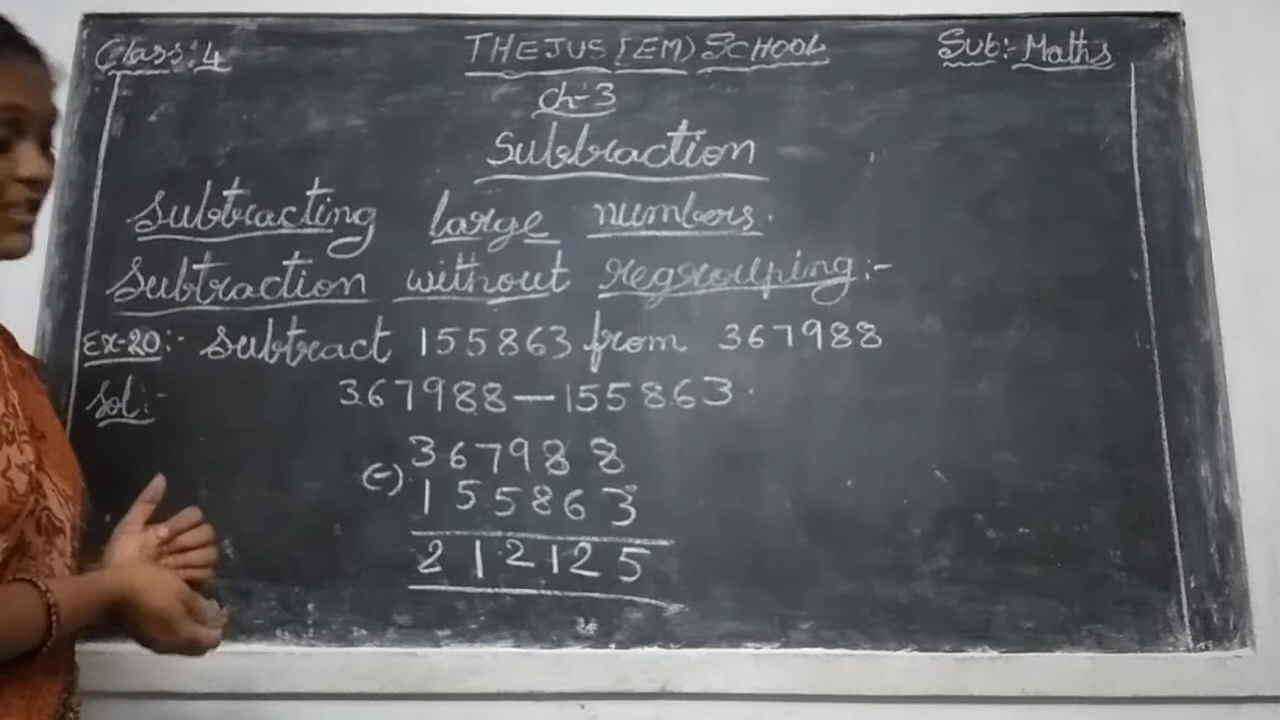 Class: 4 THEJUS (EM) SCHOOL Sub:- Maths
Ch-3
Subtraction
Subtracting large numbers.
Subtraction without regrouping:-
Ex-20:- Subtract 155863 from 367988
Sol:- 367988 — 155863.
367988
(-) 155863
212125